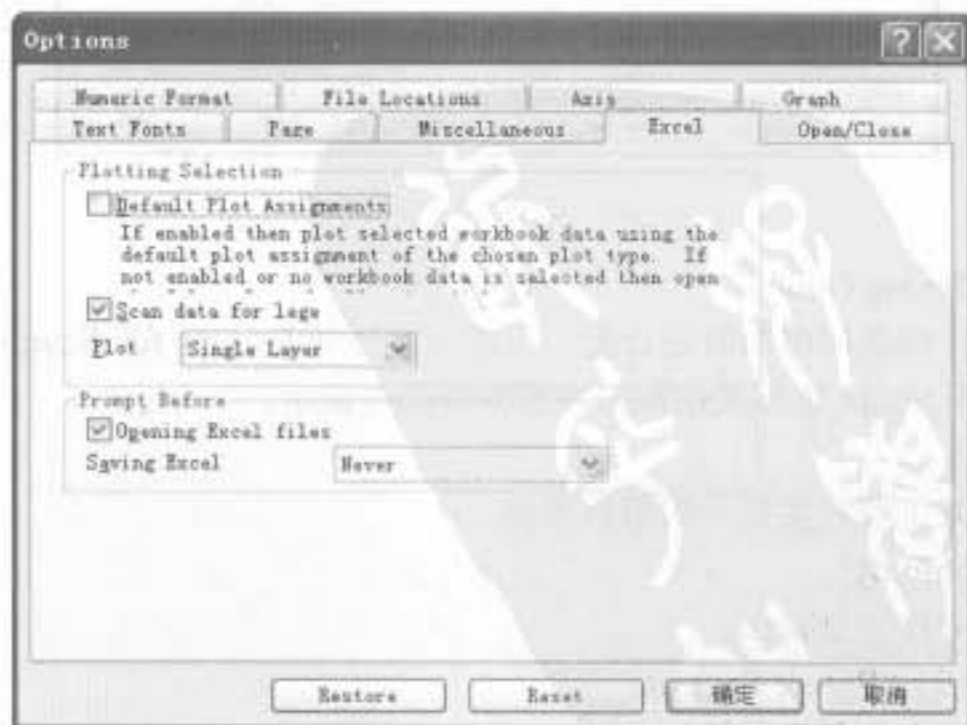 Options
Numeric Format File Locations Axis Graph
Text Fonts Page Miscellaneous Excel Open/Close
Plotting Selection
Default Plot Assignments
If enabled then plot selected workbook data using the
default plot assignment of the chosen plot type. If
not enabled or no workbook data is selected then open
Scan data for lege
Plot Single Layer
Prompt Before
Opening Excel files
Saving Excel Never
Restore Reset 确定 取消